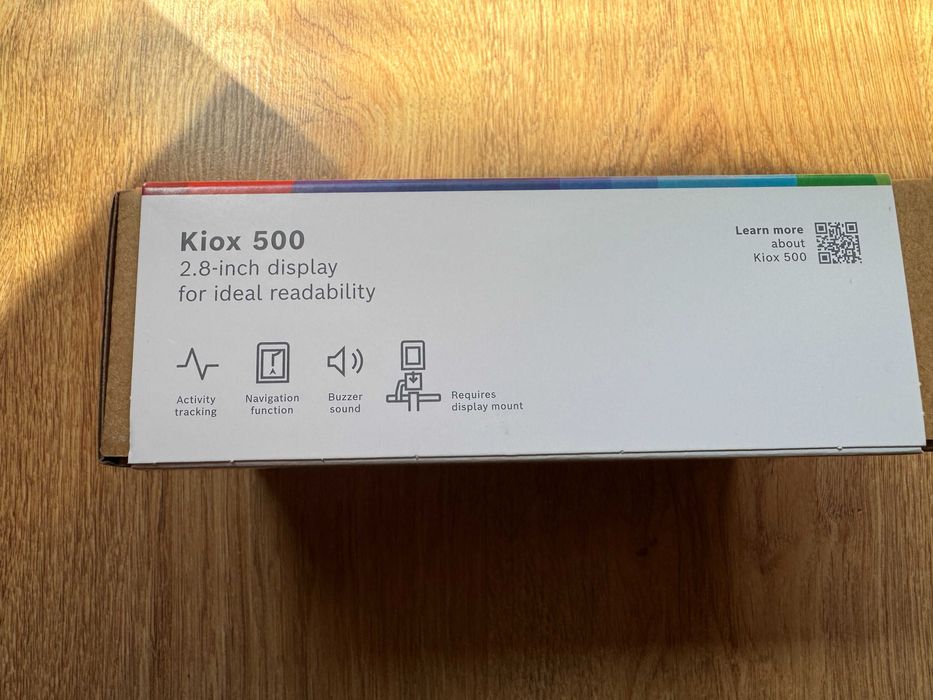 Kiox 500
2.8-inch display
for ideal readability
Learn more
about
Kiox 500
Activity
tracking
Navigation
function
Buzzer
sound
Requires
display mount